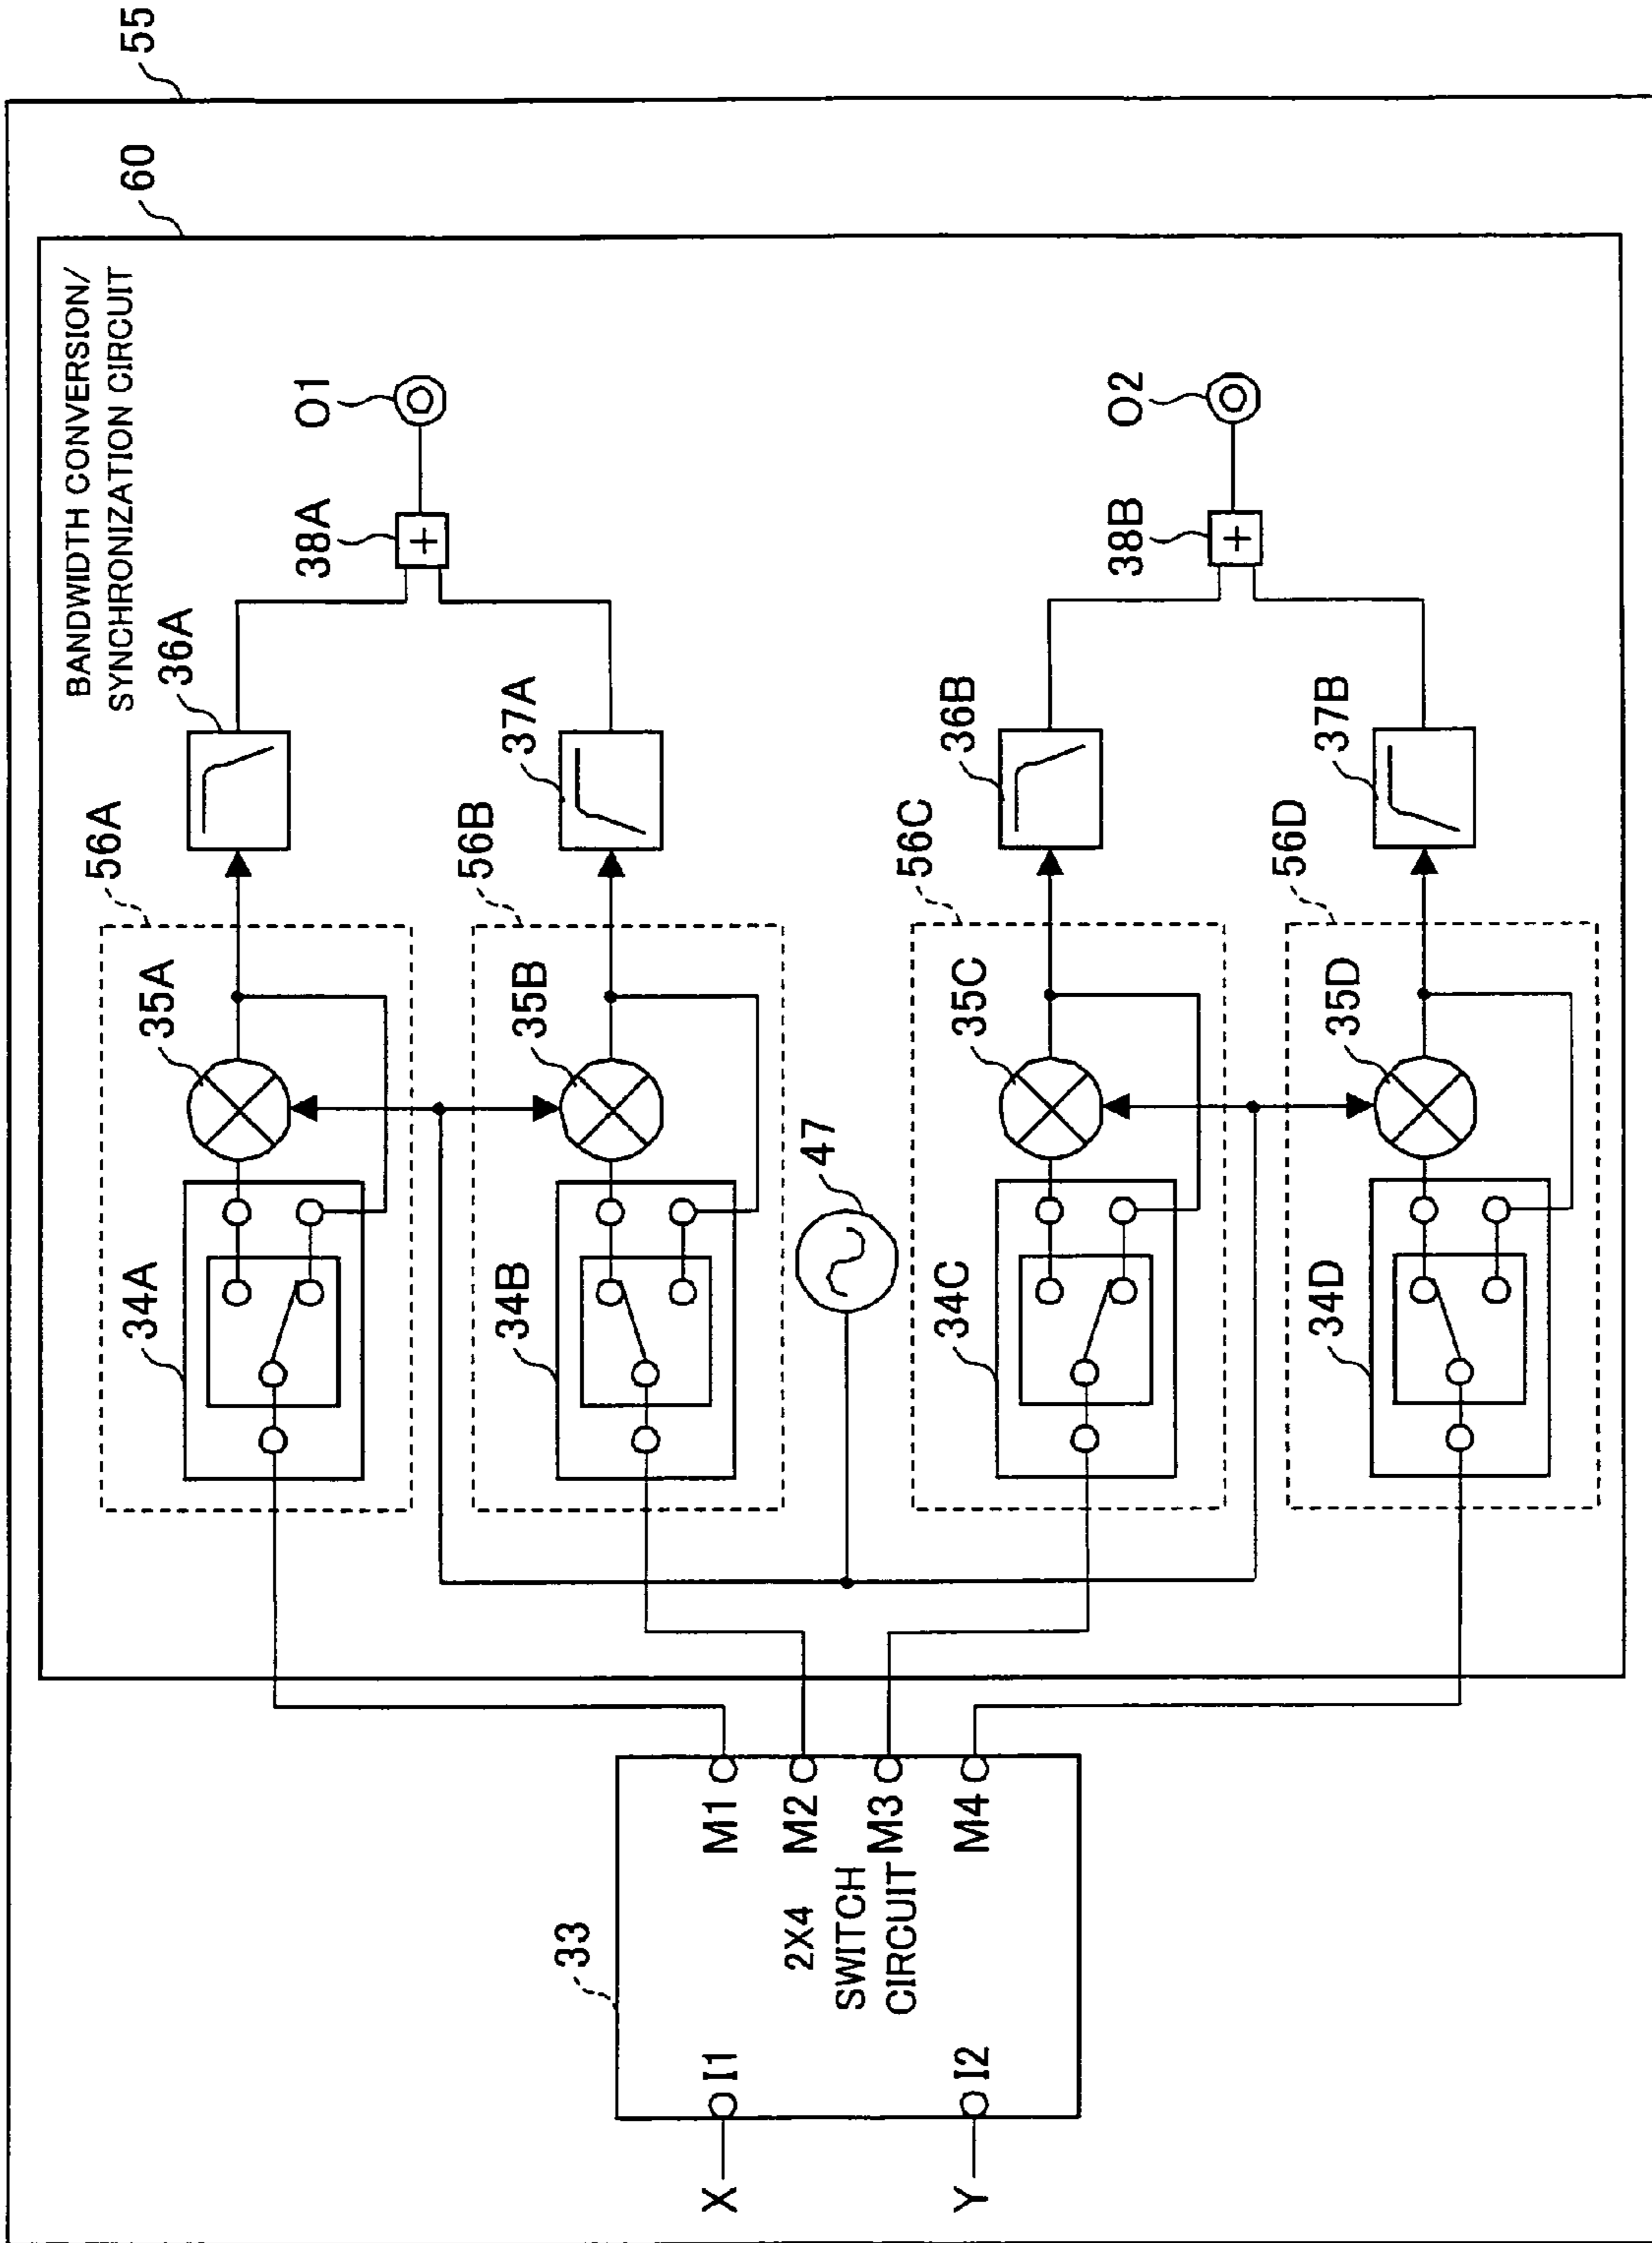 55
60
BANDWIDTH CONVERSION/
SYNCHRONIZATION CIRCUIT
56A
34A
35A
36A
38A
O1
56B
34B
35B
37A
47
56C
34C
35C
36B
38B
O2
56D
34D
35D
37B
33
X
I1
M1
M2
2X4
SWITCH
CIRCUIT
M3
M4
Y
I2